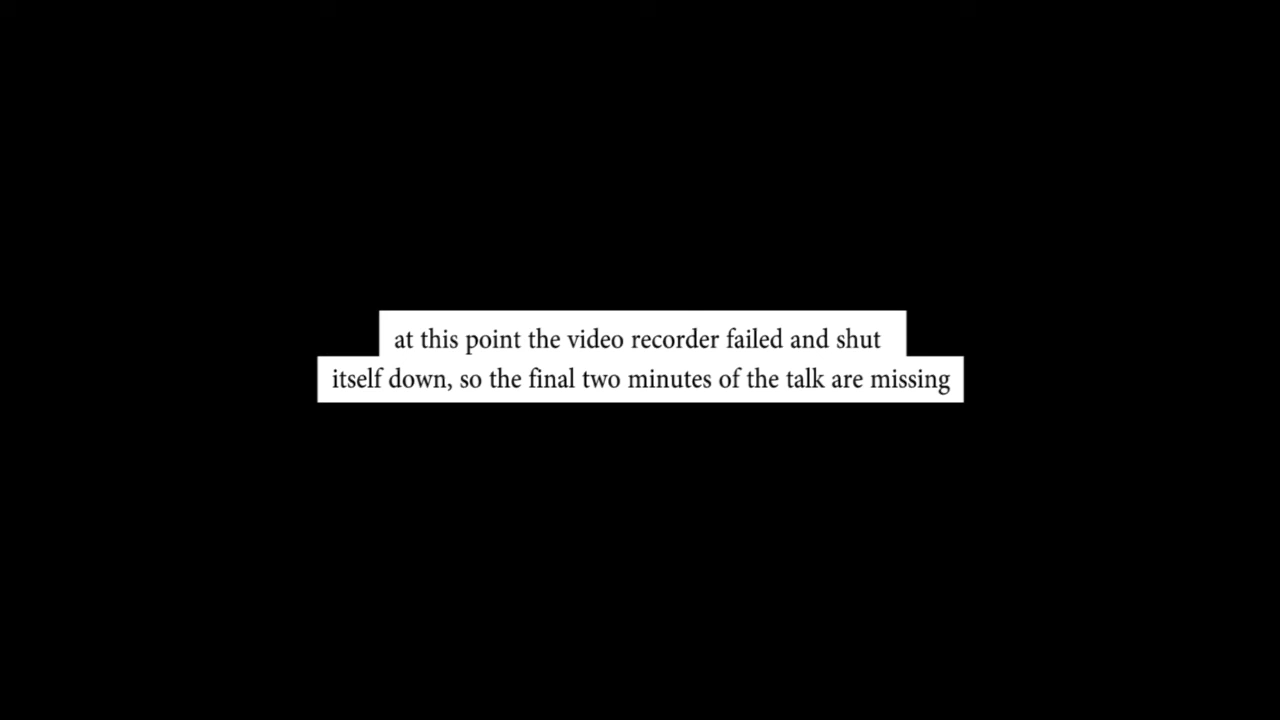 at this point the video recorder failed and shut
itself down, so the final two minutes of the talk are missing